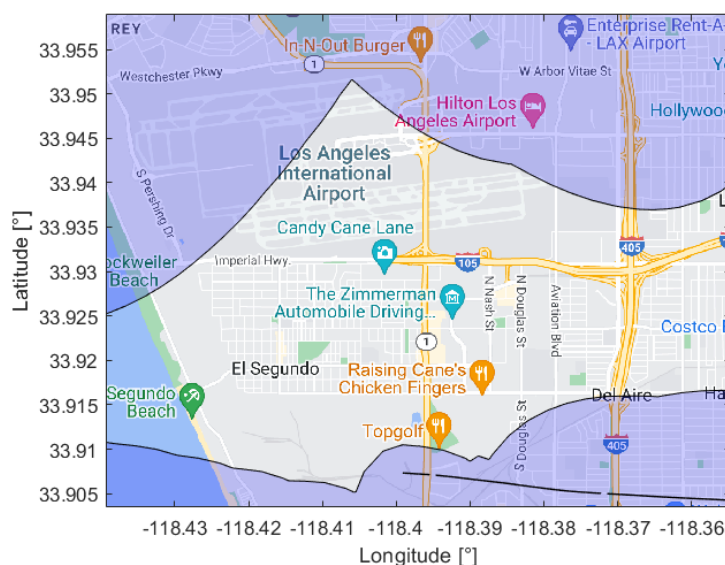 REY
33.955
In-N-Out Burger
Enterprise Rent-A-
- LAX Airport
1
Westchester Pkwy
W Arbor Vitae St
33.95
Hilton Los
Angeles Airport
Hollywoo
33.945
Los Angeles
International
Airport
33.94
S Pershing Dr
33.935
Candy Cane Lane
405
ockweiler
Beach
Imperial Hwy.
105
33.93
N Nash St
N Douglas St
Aviation Blvd
The Zimmerman
Automobile Driving...
33.925
Costco
1
33.92
El Segundo
Raising Cane's
Chicken Fingers
Segundo
Beach
Del Aire
Ha
33.915
Topgolf
S Douglas St
33.91
405
33.905
-118.43
-118.42
-118.41
-118.4
-118.39
-118.38
-118.37
-118.36
Latitude [°]
Longitude [°]